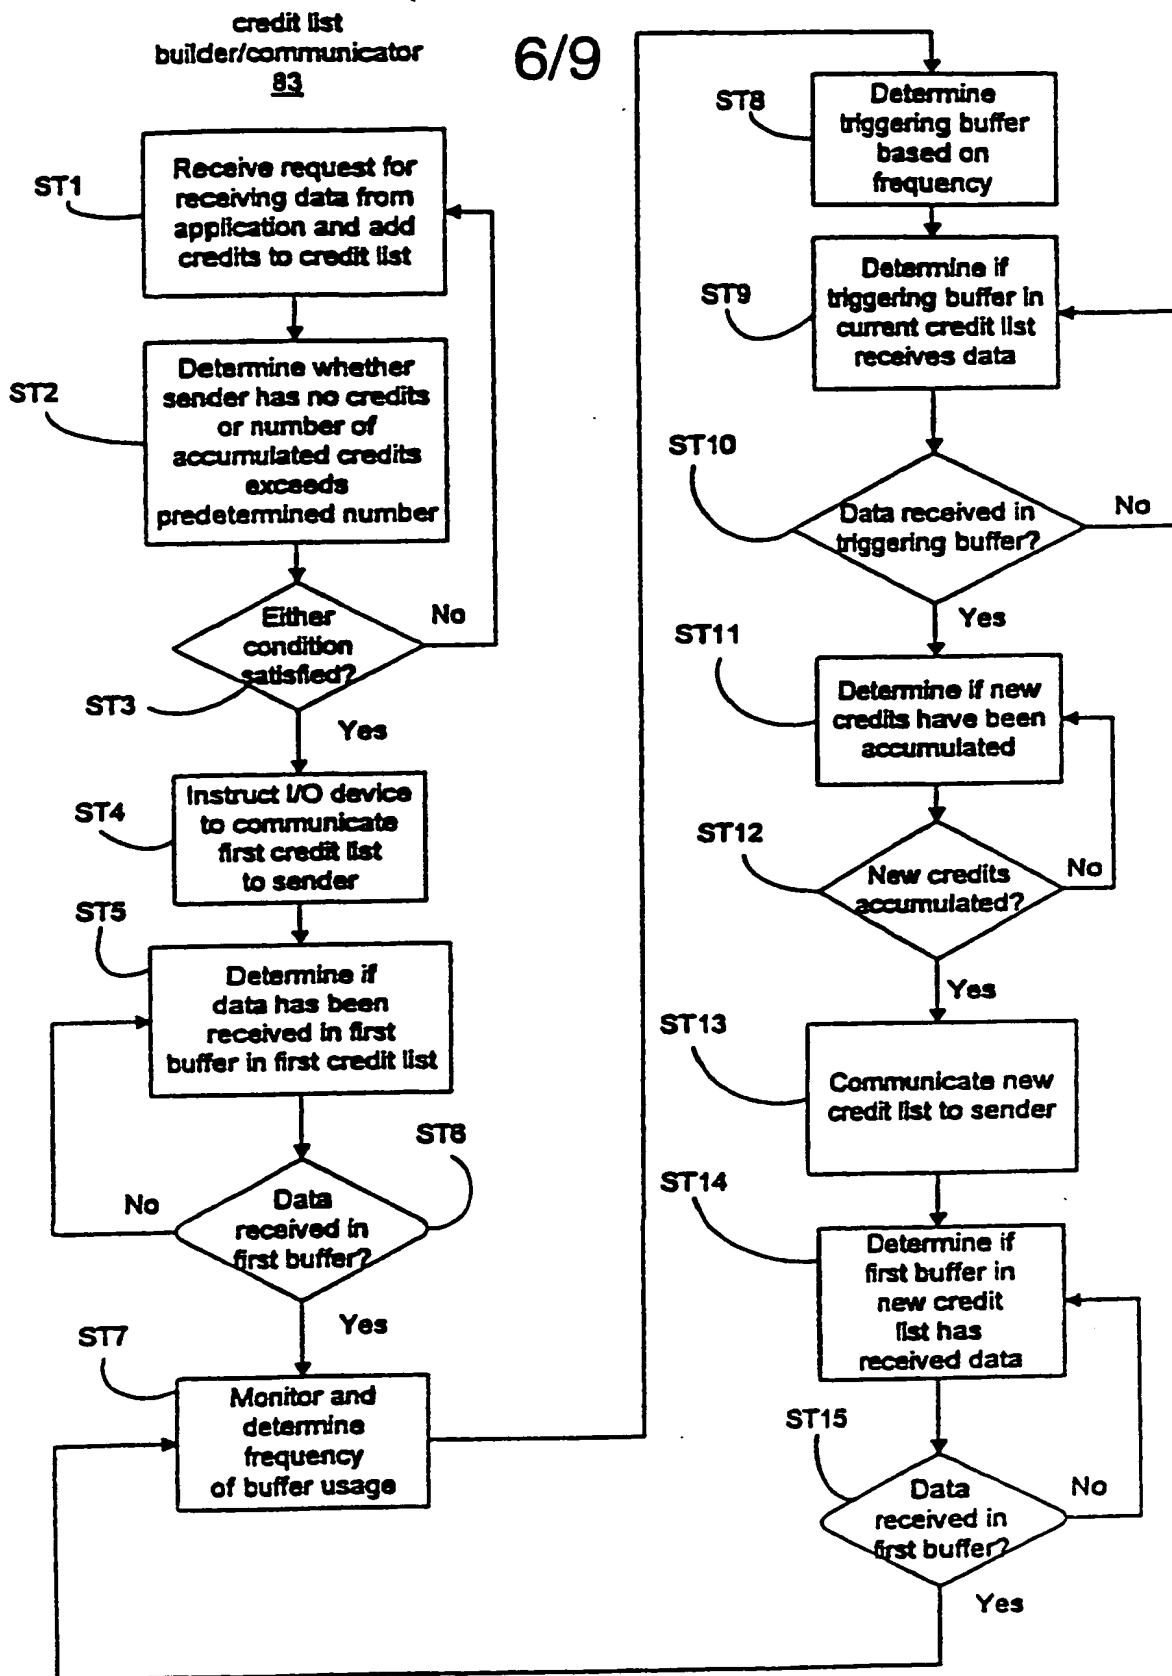 credit list
builder/communicator
83
6/9
ST1
Receive request for
receiving data from
application and add
credits to credit list
ST2
Determine whether
sender has no credits
or number of
accumulated credits
exceeds
predetermined number
Either
condition
satisfied?
No
ST3
Yes
ST4
Instruct I/O device
to communicate
first credit list
to sender
ST5
Determine if
data has been
received in first
buffer in first credit list
ST6
No
Data
received in
first buffer?
Yes
ST7
Monitor and
determine
frequency
of buffer usage
ST8
Determine
triggering buffer
based on
frequency
ST9
Determine if
triggering buffer in
current credit list
receives data
ST10
Data received in
triggering buffer?
No
Yes
ST11
Determine if new
credits have been
accumulated
ST12
New credits
accumulated?
No
Yes
ST13
Communicate new
credit list to sender
ST14
Determine if
first buffer in
new credit
list has
received data
ST15
Data
received in
first buffer?
No
Yes